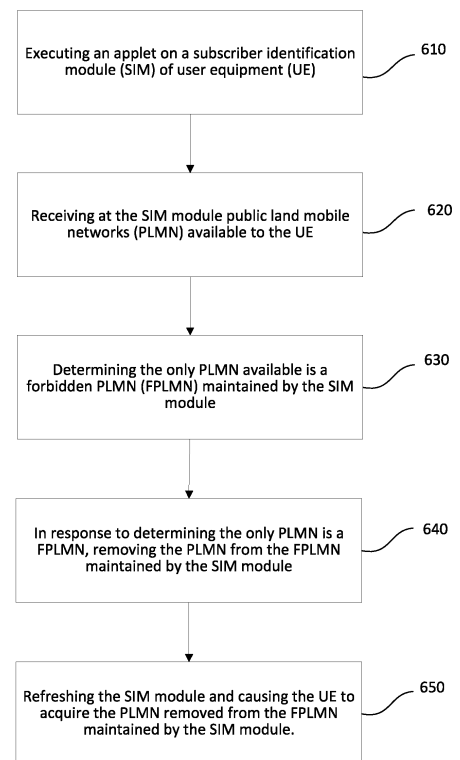 Executing an applet on a subscriber identification
module (SIM) of user equipment (UE)
610
Receiving at the SIM module public land mobile
networks (PLMN) available to the UE
620
Determining the only PLMN available is a
forbidden PLMN (FPLMN) maintained by the SIM
module
630
In response to determining the only PLMN is a
FPLMN, removing the PLMN from the FPLMN
maintained by the SIM module
640
Refreshing the SIM module and causing the UE to
acquire the PLMN removed from the FPLMN
maintained by the SIM module.
650